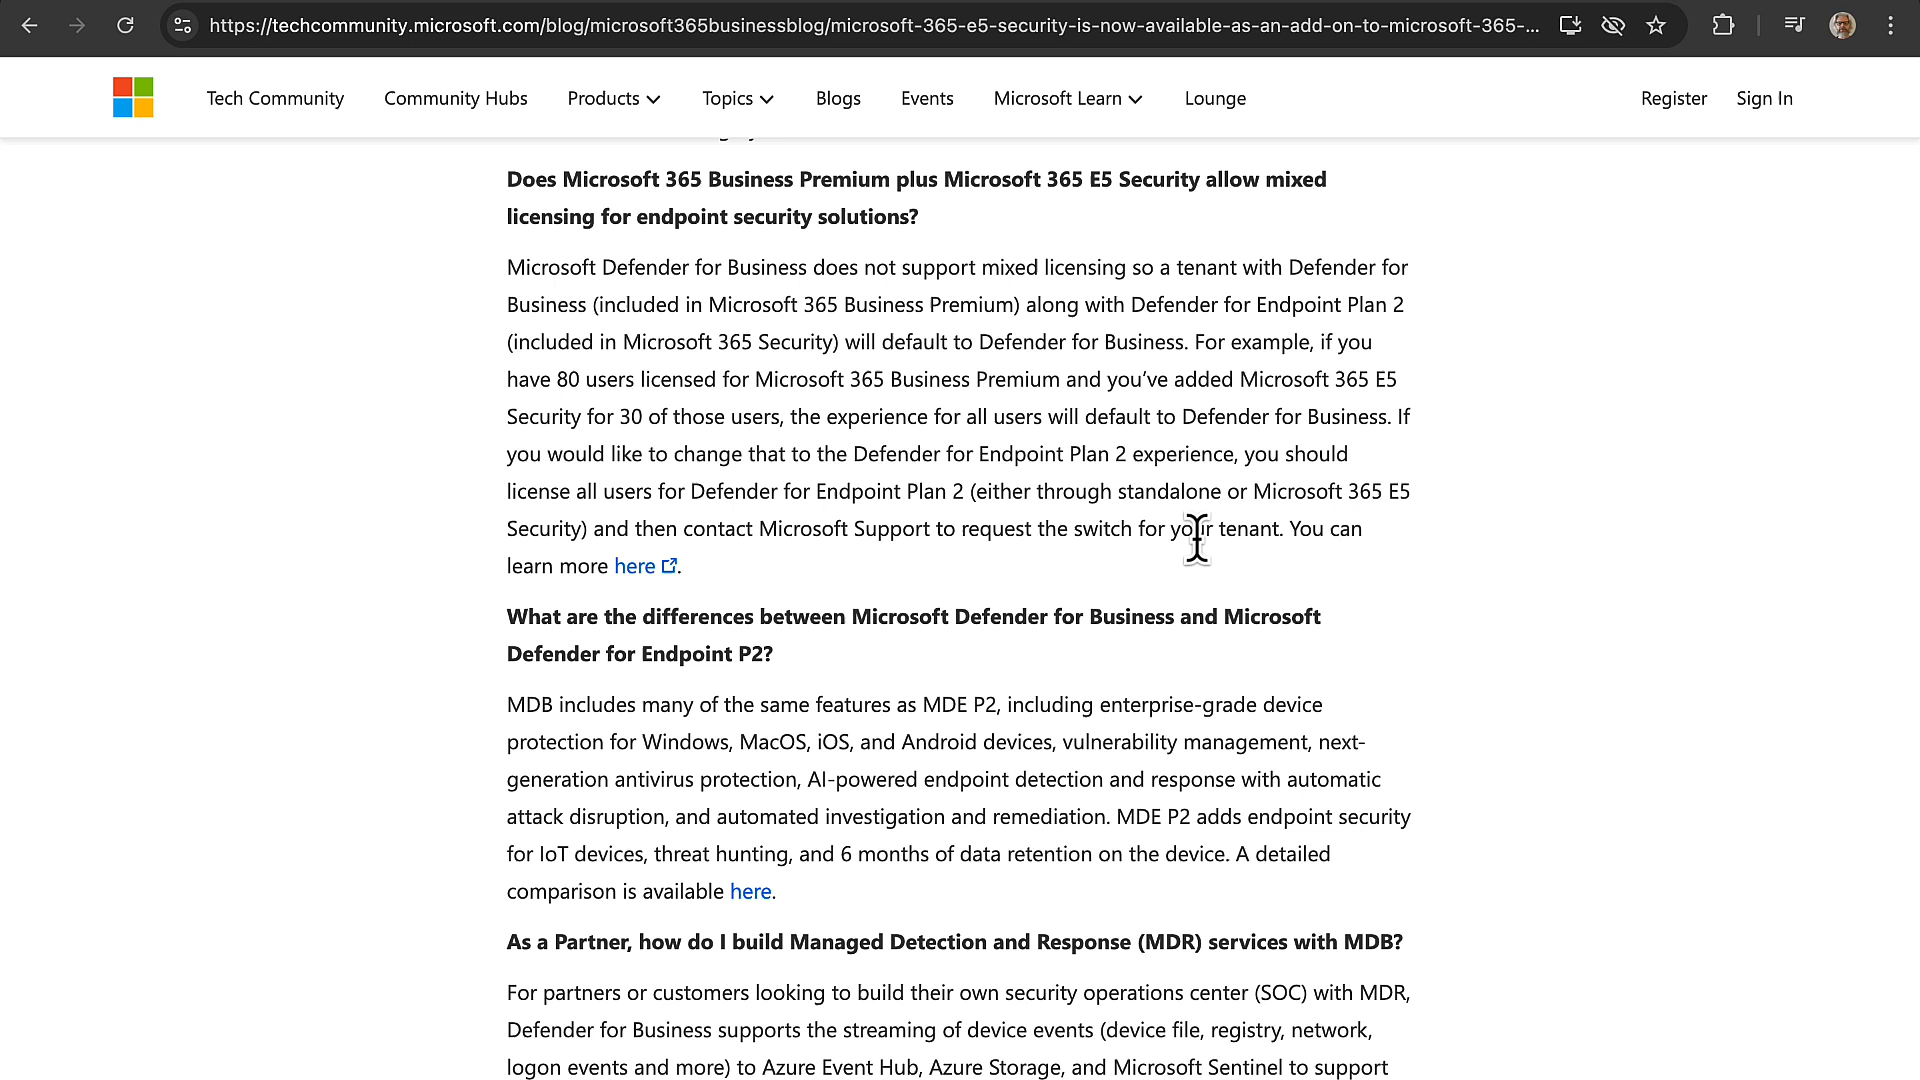 https://techcommunity.microsoft.com/blog/microsoft365businessblog/microsoft-365-e5-security-is-now-available-as-an-add-on-to-microsoft-365-...
Tech Community Community Hubs Products Topics Blogs Events Microsoft Learn Lounge Register Sign In
Does Microsoft 365 Business Premium plus Microsoft 365 E5 Security allow mixed
licensing for endpoint security solutions?
Microsoft Defender for Business does not support mixed licensing so a tenant with Defender for
Business (included in Microsoft 365 Business Premium) along with Defender for Endpoint Plan 2
(included in Microsoft 365 Security) will default to Defender for Business. For example, if you
have 80 users licensed for Microsoft 365 Business Premium and you’ve added Microsoft 365 E5
Security for 30 of those users, the experience for all users will default to Defender for Business. If
you would like to change that to the Defender for Endpoint Plan 2 experience, you should
license all users for Defender for Endpoint Plan 2 (either through standalone or Microsoft 365 E5
Security) and then contact Microsoft Support to request the switch for your tenant. You can
learn more here.
What are the differences between Microsoft Defender for Business and Microsoft
Defender for Endpoint P2?
MDB includes many of the same features as MDE P2, including enterprise-grade device
protection for Windows, MacOS, iOS, and Android devices, vulnerability management, next-
generation antivirus protection, AI-powered endpoint detection and response with automatic
attack disruption, and automated investigation and remediation. MDE P2 adds endpoint security
for IoT devices, threat hunting, and 6 months of data retention on the device. A detailed
comparison is available here.
As a Partner, how do I build Managed Detection and Response (MDR) services with MDB?
For partners or customers looking to build their own security operations center (SOC) with MDR,
Defender for Business supports the streaming of device events (device file, registry, network,
logon events and more) to Azure Event Hub, Azure Storage, and Microsoft Sentinel to support